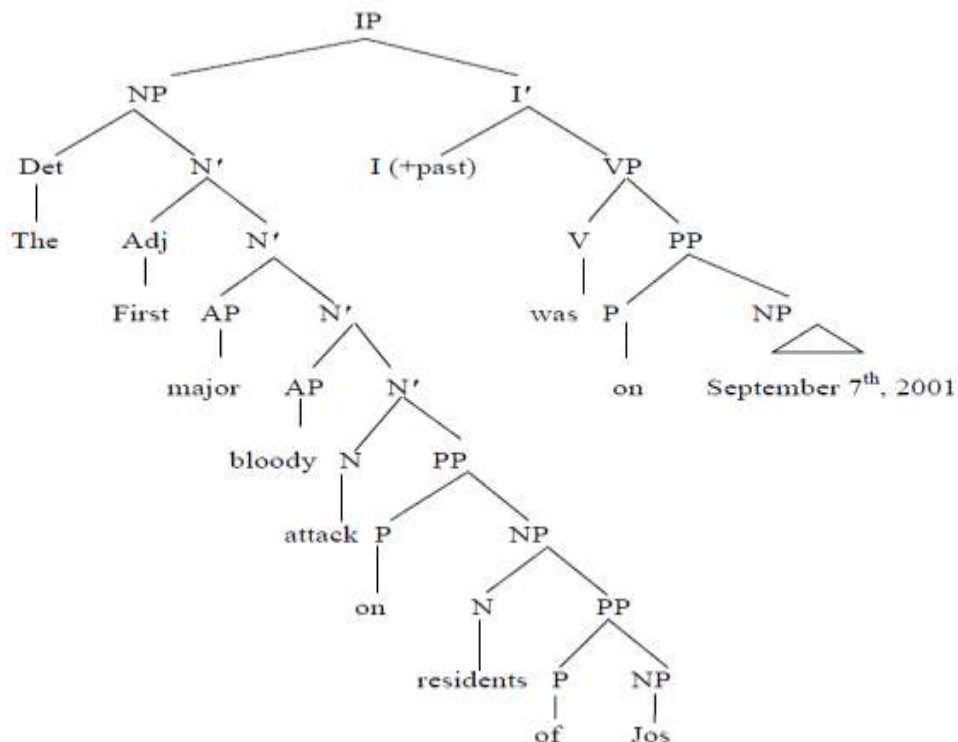 IP
NP I′
Det N′ I (+past) VP
The Adj N′ V PP
First AP N′ was P NP
major AP N′ on September 7th, 2001
bloody N PP
attack P NP
on N PP
residents P NP
of Jos